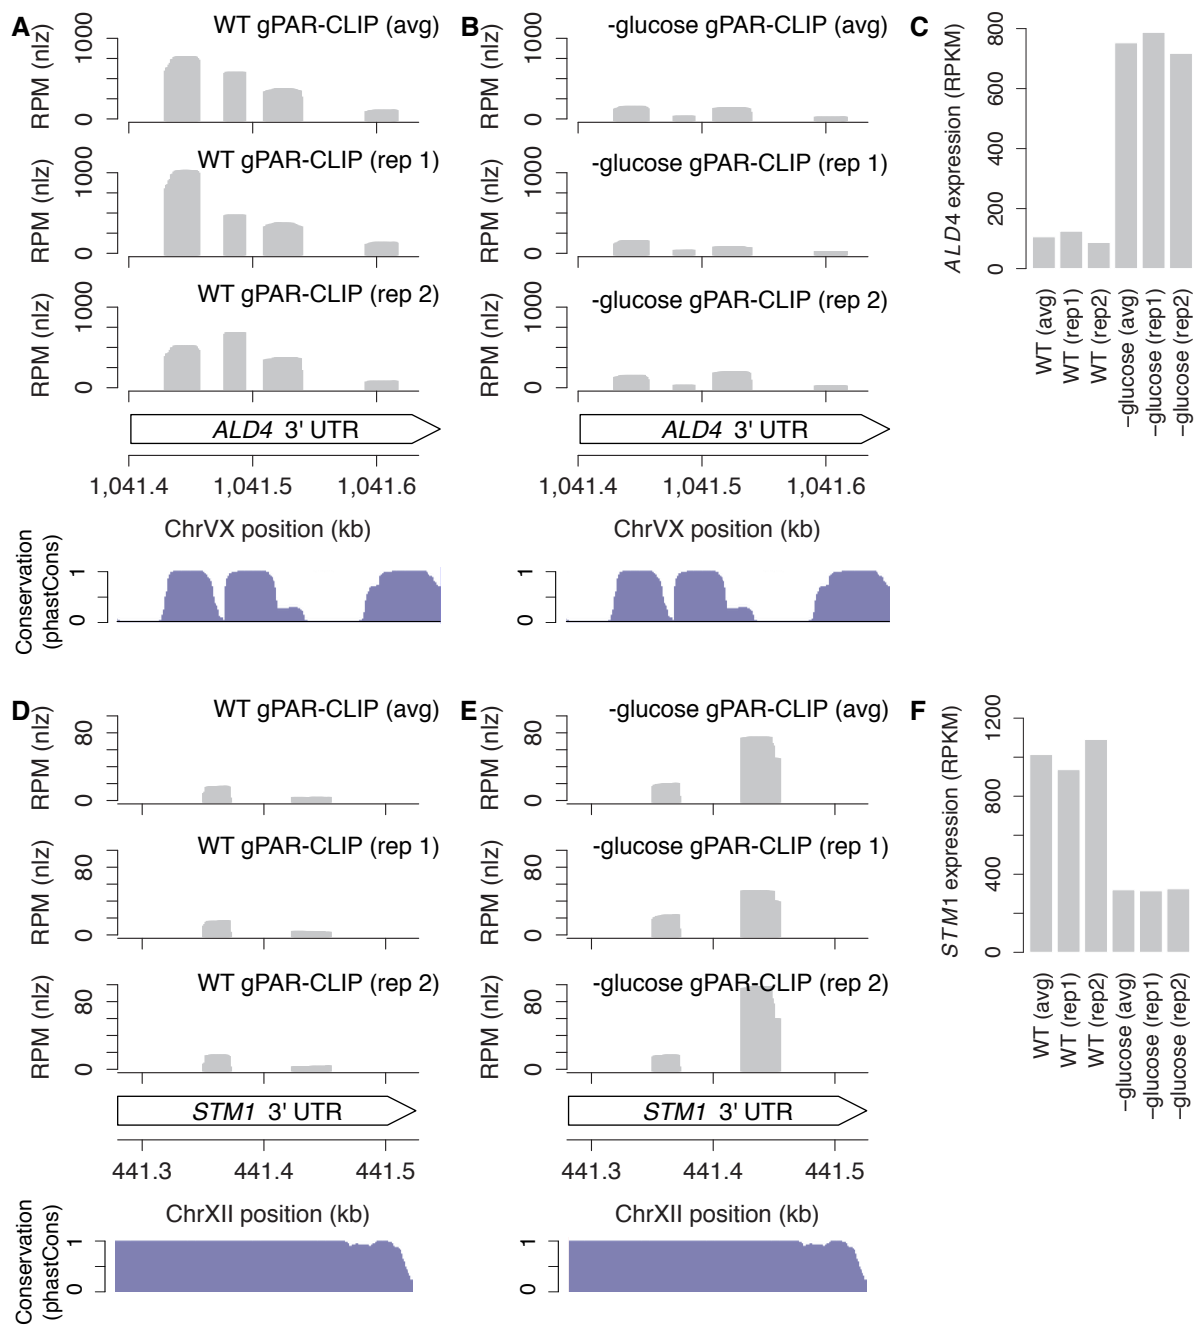 A
WT gPAR-CLIP (avg)
RPM (nlz)
1000
0
WT gPAR-CLIP (rep 1)
RPM (nlz)
1000
0
WT gPAR-CLIP (rep 2)
RPM (nlz)
1000
0
ALD4 3' UTR
1,041.4 1,041.5 1,041.6
ChrVX position (kb)
Conservation
(phastCons)
1
0
B
-glucose gPAR-CLIP (avg)
RPM (nlz)
1000
0
-glucose gPAR-CLIP (rep 1)
RPM (nlz)
1000
0
-glucose gPAR-CLIP (rep 2)
RPM (nlz)
1000
0
ALD4 3' UTR
1,041.4 1,041.5 1,041.6
ChrVX position (kb)
1
0
C
ALD4 expression (RPKM)
800
600
400
200
0
WT (avg)
WT (rep1)
WT (rep2)
−glucose (avg)
−glucose (rep1)
−glucose (rep2)
D
WT gPAR-CLIP (avg)
RPM (nlz)
80
0
WT gPAR-CLIP (rep 1)
RPM (nlz)
80
0
WT gPAR-CLIP (rep 2)
RPM (nlz)
80
0
STM1 3' UTR
441.3 441.4 441.5
ChrXII position (kb)
Conservation
(phastCons)
1
0
E
-glucose gPAR-CLIP (avg)
RPM (nlz)
80
0
-glucose gPAR-CLIP (rep 1)
RPM (nlz)
80
0
-glucose gPAR-CLIP (rep 2)
RPM (nlz)
80
0
STM1 3' UTR
441.3 441.4 441.5
ChrXII position (kb)
1
0
F
STM1 expression (RPKM)
1200
800
400
0
WT (avg)
WT (rep1)
WT (rep2)
−glucose (avg)
−glucose (rep1)
−glucose (rep2)